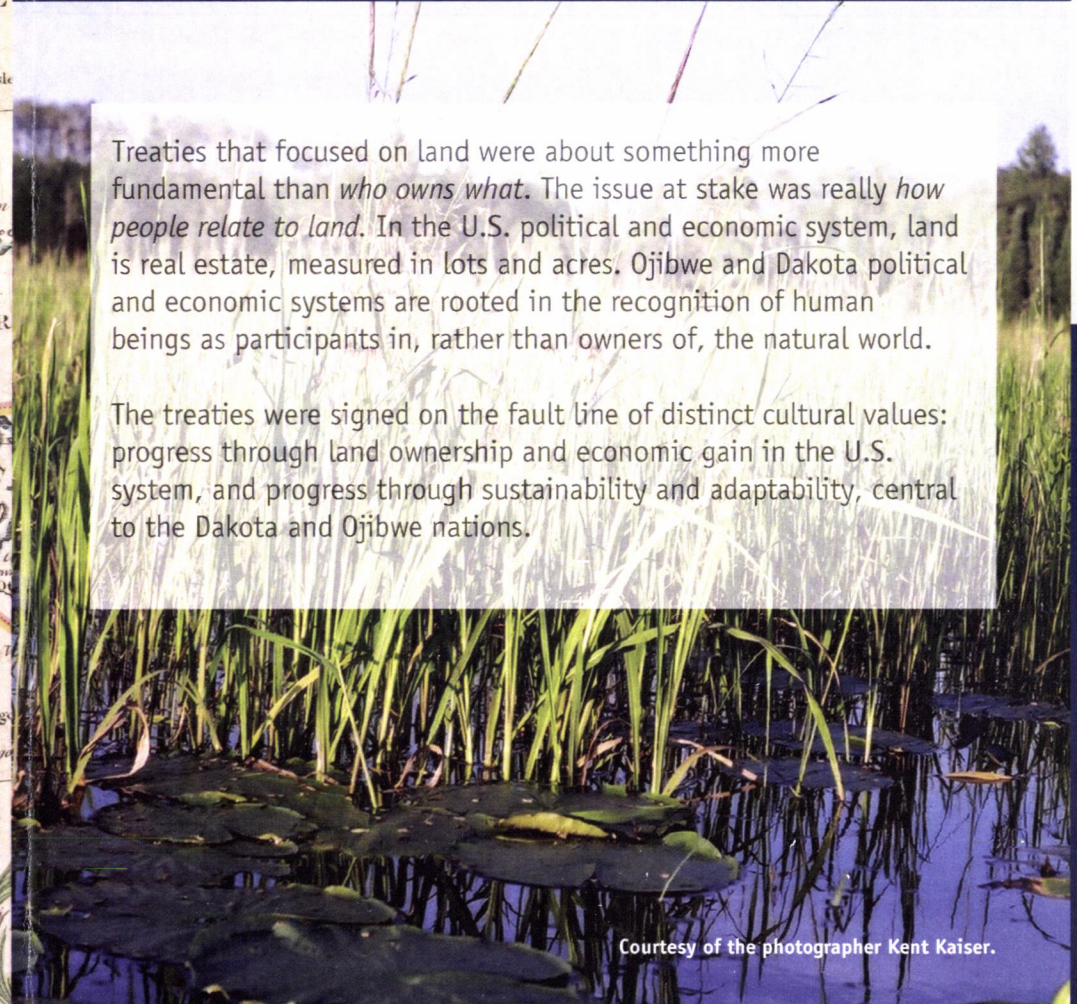 Treaties that focused on land were about something more
fundamental than who owns what. The issue at stake was really how
people relate to land. In the U.S. political and economic system, land
is real estate, measured in lots and acres. Ojibwe and Dakota political
and economic systems are rooted in the recognition of human
beings as participants in, rather than owners of, the natural world.
The treaties were signed on the fault line of distinct cultural values:
progress through land ownership and economic gain in the U.S.
system, and progress through sustainability and adaptability, central
to the Dakota and Ojibwe nations.
Courtesy of the photographer Kent Kaiser.